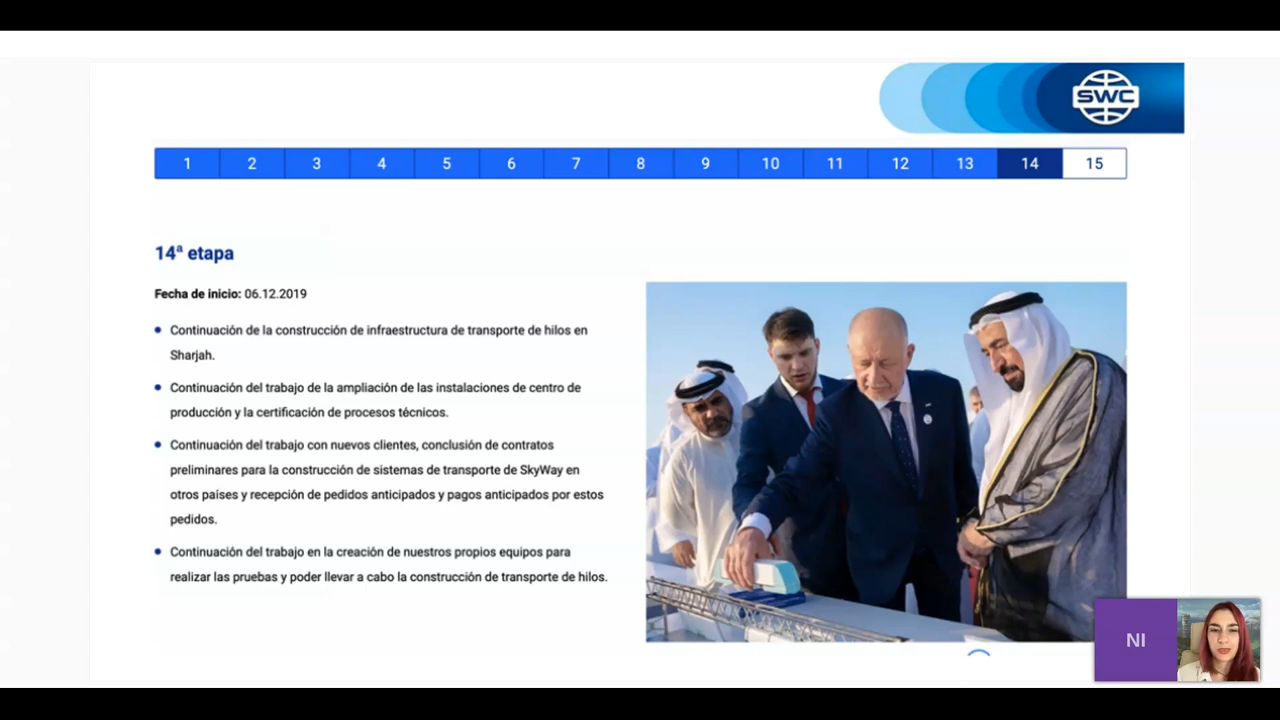 SWC
1 2 3 4 5 6 7 8 9 10 11 12 13 14 15
14ª etapa
Fecha de inicio: 06.12.2019
Continuación de la construcción de infraestructura de transporte de hilos en
Sharjah.
Continuación del trabajo de la ampliación de las instalaciones de centro de
producción y la certificación de procesos técnicos.
Continuación del trabajo con nuevos clientes, conclusión de contratos
preliminares para la construcción de sistemas de transporte de SkyWay en
otros países y recepción de pedidos anticipados y pagos anticipados por estos
pedidos.
Continuación del trabajo en la creación de nuestros propios equipos para
realizar las pruebas y poder llevar a cabo la construcción de transporte de hilos.
NI